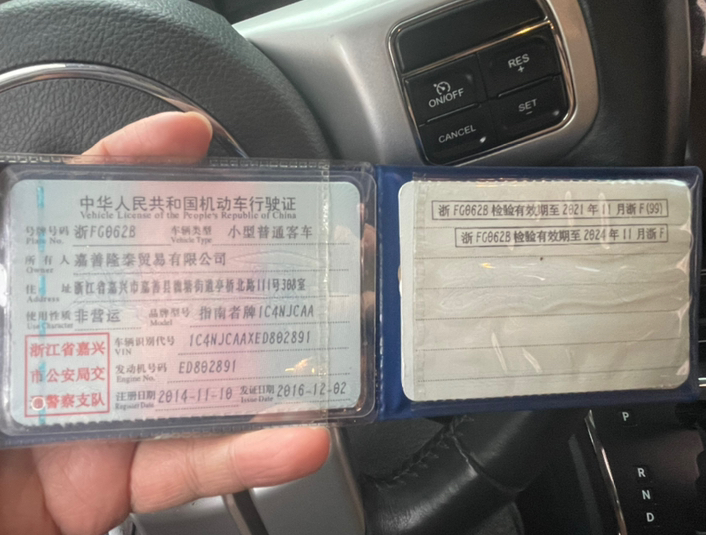 RES
+
ON/OFF
SET
CANCEL
中华人民共和国机动车行驶证
Vehicle License of the People's Republic of China
号牌号码 浙FG062B 车辆类型 小型普通客车
Plate No. Vehicle Type
所有人 嘉善隆泰贸易有限公司
Owner
住址 浙江省嘉兴市嘉善县魏塘街道亭桥北路111号308室
Address
使用性质 非营运 品牌型号 指南者牌1C4NJCAA
Use Character Model
车辆识别代号 1C4NJCAAXED802891
VIN
发动机号码 ED802891
Engine No.
注册日期 2014-11-10 发证日期 2016-12-02
Register Date Issue Date
浙江省嘉兴
市公安局交
警察支队
浙FG062B 检验有效期至2021年11月浙F(99)
浙FG062B 检验有效期至2024年11月浙F
P
R
N
D